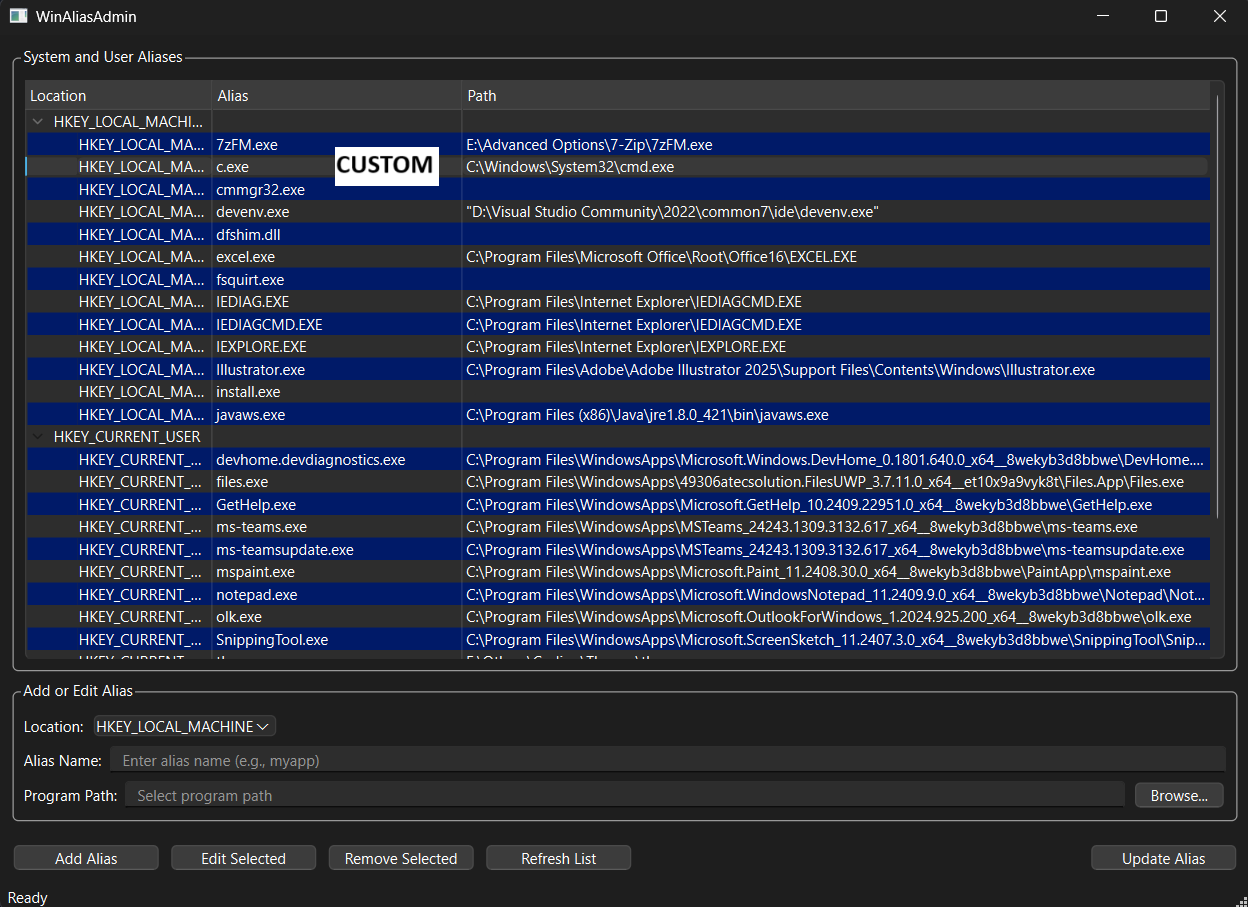 WinAliasAdmin
System and User Aliases
Location Alias Path
HKEY_LOCAL_MACHI...
HKEY_LOCAL_MA... 7zFM.exe E:\Advanced Options\7-Zip\7zFM.exe
HKEY_LOCAL_MA... c.exe CUSTOM C:\Windows\System32\cmd.exe
HKEY_LOCAL_MA... cmmgr32.exe
HKEY_LOCAL_MA... devenv.exe "D:\Visual Studio Community\2022\common7\ide\devenv.exe"
HKEY_LOCAL_MA... dfshim.dll
HKEY_LOCAL_MA... excel.exe C:\Program Files\Microsoft Office\Root\Office16\EXCEL.EXE
HKEY_LOCAL_MA... fsquirt.exe
HKEY_LOCAL_MA... IEDIAG.EXE C:\Program Files\Internet Explorer\IEDIAGCMD.EXE
HKEY_LOCAL_MA... IEDIAGCMD.EXE C:\Program Files\Internet Explorer\IEDIAGCMD.EXE
HKEY_LOCAL_MA... IEXPLORE.EXE C:\Program Files\Internet Explorer\IEXPLORE.EXE
HKEY_LOCAL_MA... Illustrator.exe C:\Program Files\Adobe\Adobe Illustrator 2025\Support Files\Contents\Windows\Illustrator.exe
HKEY_LOCAL_MA... install.exe
HKEY_LOCAL_MA... javaws.exe C:\Program Files (x86)\Java\jre1.8.0_421\bin\javaws.exe
HKEY_CURRENT_USER
HKEY_CURRENT_... devhome.devdiagnostics.exe C:\Program Files\WindowsApps\Microsoft.Windows.DevHome_0.1801.640.0_x64__8wekyb3d8bbwe\DevHome....
HKEY_CURRENT_... files.exe C:\Program Files\WindowsApps\49306atecsolution.FilesUWP_3.7.11.0_x64__et10x9a9vyk8t\Files.App\Files.exe
HKEY_CURRENT_... GetHelp.exe C:\Program Files\WindowsApps\Microsoft.GetHelp_10.2409.22951.0_x64__8wekyb3d8bbwe\GetHelp.exe
HKEY_CURRENT_... ms-teams.exe C:\Program Files\WindowsApps\MSTeams_24243.1309.3132.617_x64__8wekyb3d8bbwe\ms-teams.exe
HKEY_CURRENT_... ms-teamsupdate.exe C:\Program Files\WindowsApps\MSTeams_24243.1309.3132.617_x64__8wekyb3d8bbwe\ms-teamsupdate.exe
HKEY_CURRENT_... mspaint.exe C:\Program Files\WindowsApps\Microsoft.Paint_11.2408.30.0_x64__8wekyb3d8bbwe\PaintApp\mspaint.exe
HKEY_CURRENT_... notepad.exe C:\Program Files\WindowsApps\Microsoft.WindowsNotepad_11.2409.9.0_x64__8wekyb3d8bbwe\Notepad\Not...
HKEY_CURRENT_... olk.exe C:\Program Files\WindowsApps\Microsoft.OutlookForWindows_1.2024.925.200_x64__8wekyb3d8bbwe\olk.exe
HKEY_CURRENT_... SnippingTool.exe C:\Program Files\WindowsApps\Microsoft.ScreenSketch_11.2407.3.0_x64__8wekyb3d8bbwe\SnippingTool\Snip...
Add or Edit Alias
Location: HKEY_LOCAL_MACHINE
Alias Name: Enter alias name (e.g., myapp)
Program Path: Select program path Browse...
Add Alias Edit Selected Remove Selected Refresh List Update Alias
Ready